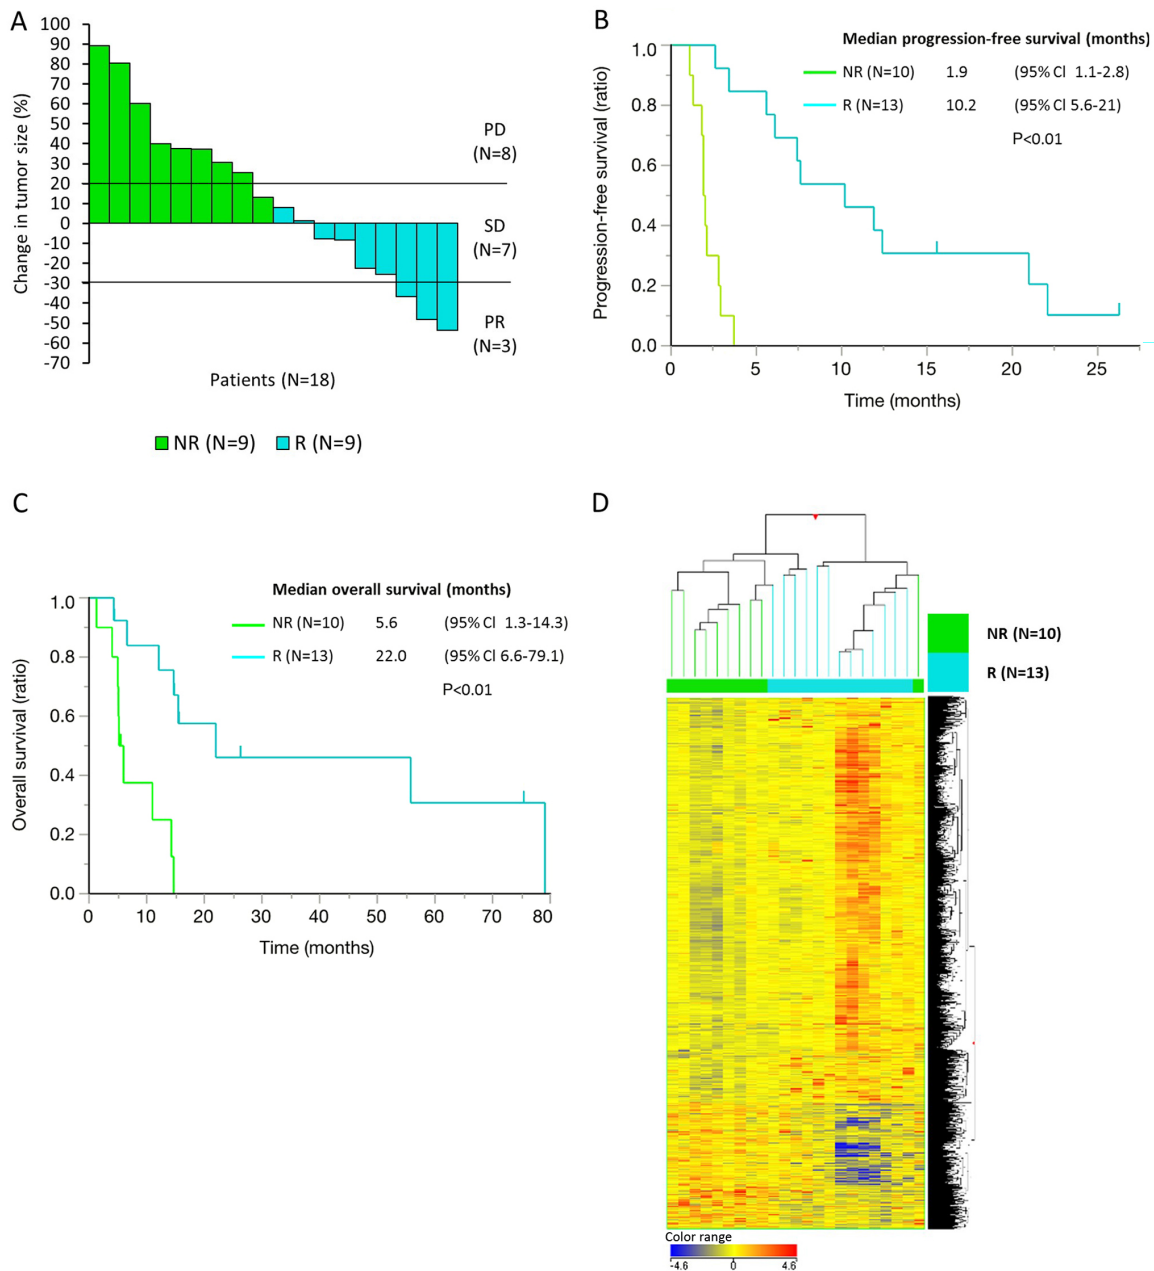 A
Change in tumor size (%)
100
90
80
70
60
50
40
30
20
10
0
-10
-20
-30
-40
-50
-60
-70
PD
(N=8)
SD
(N=7)
PR
(N=3)
Patients (N=18)
NR (N=9) R (N=9)
B
Progression-free survival (ratio)
1.0
0.8
0.6
0.4
0.2
0.0
Median progression-free survival (months)
NR (N=10) 1.9 (95% CI 1.1-2.8)
R (N=13) 10.2 (95% CI 5.6-21)
P<0.01
0 5 10 15 20 25
Time (months)
C
Overall survival (ratio)
1.0
0.8
0.6
0.4
0.2
0.0
Median overall survival (months)
NR (N=10) 5.6 (95% CI 1.3-14.3)
R (N=13) 22.0 (95% CI 6.6-79.1)
P<0.01
0 10 20 30 40 50 60 70 80
Time (months)
D
NR (N=10)
R (N=13)
Color range
-4.6 0 4.6